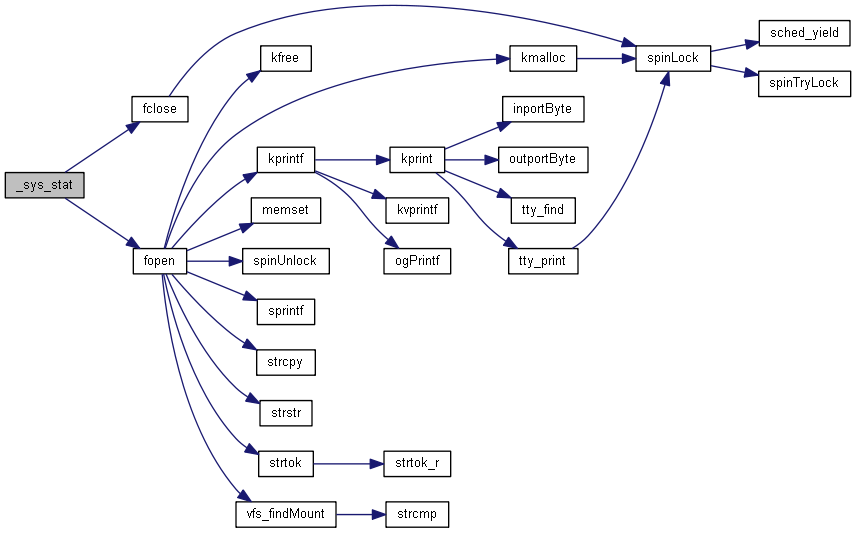 _sys_stat
fclose
fopen
kfree
kprintf
memset
spinUnlock
sprintf
strcpy
strstr
strtok
vfs_findMount
kprint
kvprintf
ogPrintf
strtok_r
strcmp
kmalloc
inportByte
outportByte
tty_find
tty_print
spinLock
sched_yield
spinTryLock